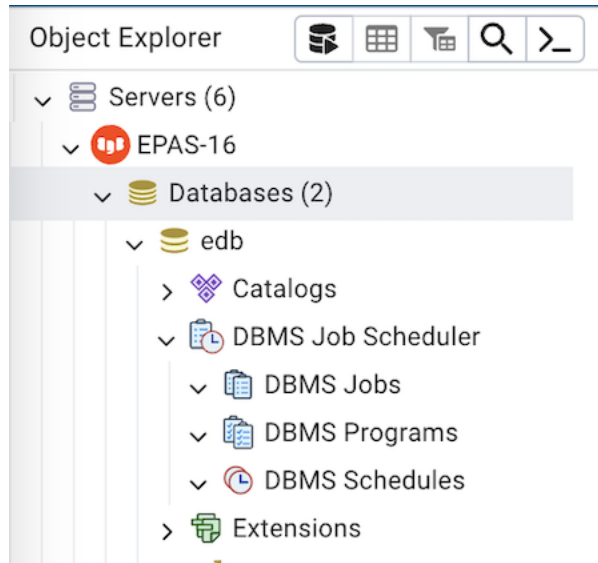 Object Explorer
Servers (6)
EPAS-16
Databases (2)
edb
Catalogs
DBMS Job Scheduler
DBMS Jobs
DBMS Programs
DBMS Schedules
Extensions